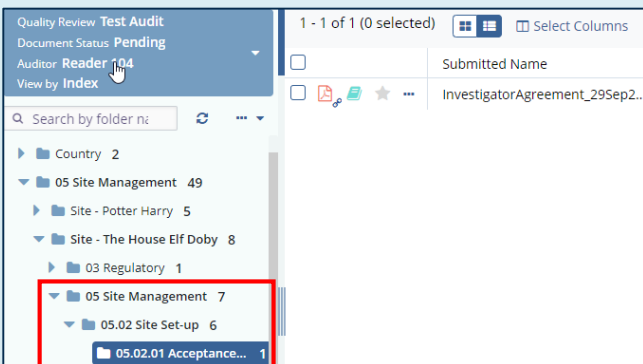 Quality Review Test Audit
Document Status Pending
Auditor Reader 104
View by Index
Search by folder na
Country 2
05 Site Management 49
Site - Potter Harry 5
Site - The House Elf Doby 8
03 Regulatory 1
05 Site Management 7
05.02 Site Set-up 6
05.02.01 Acceptance... 1
1 - 1 of 1 (0 selected)
Select Columns
Submitted Name
InvestigatorAgreement_29Sep2...